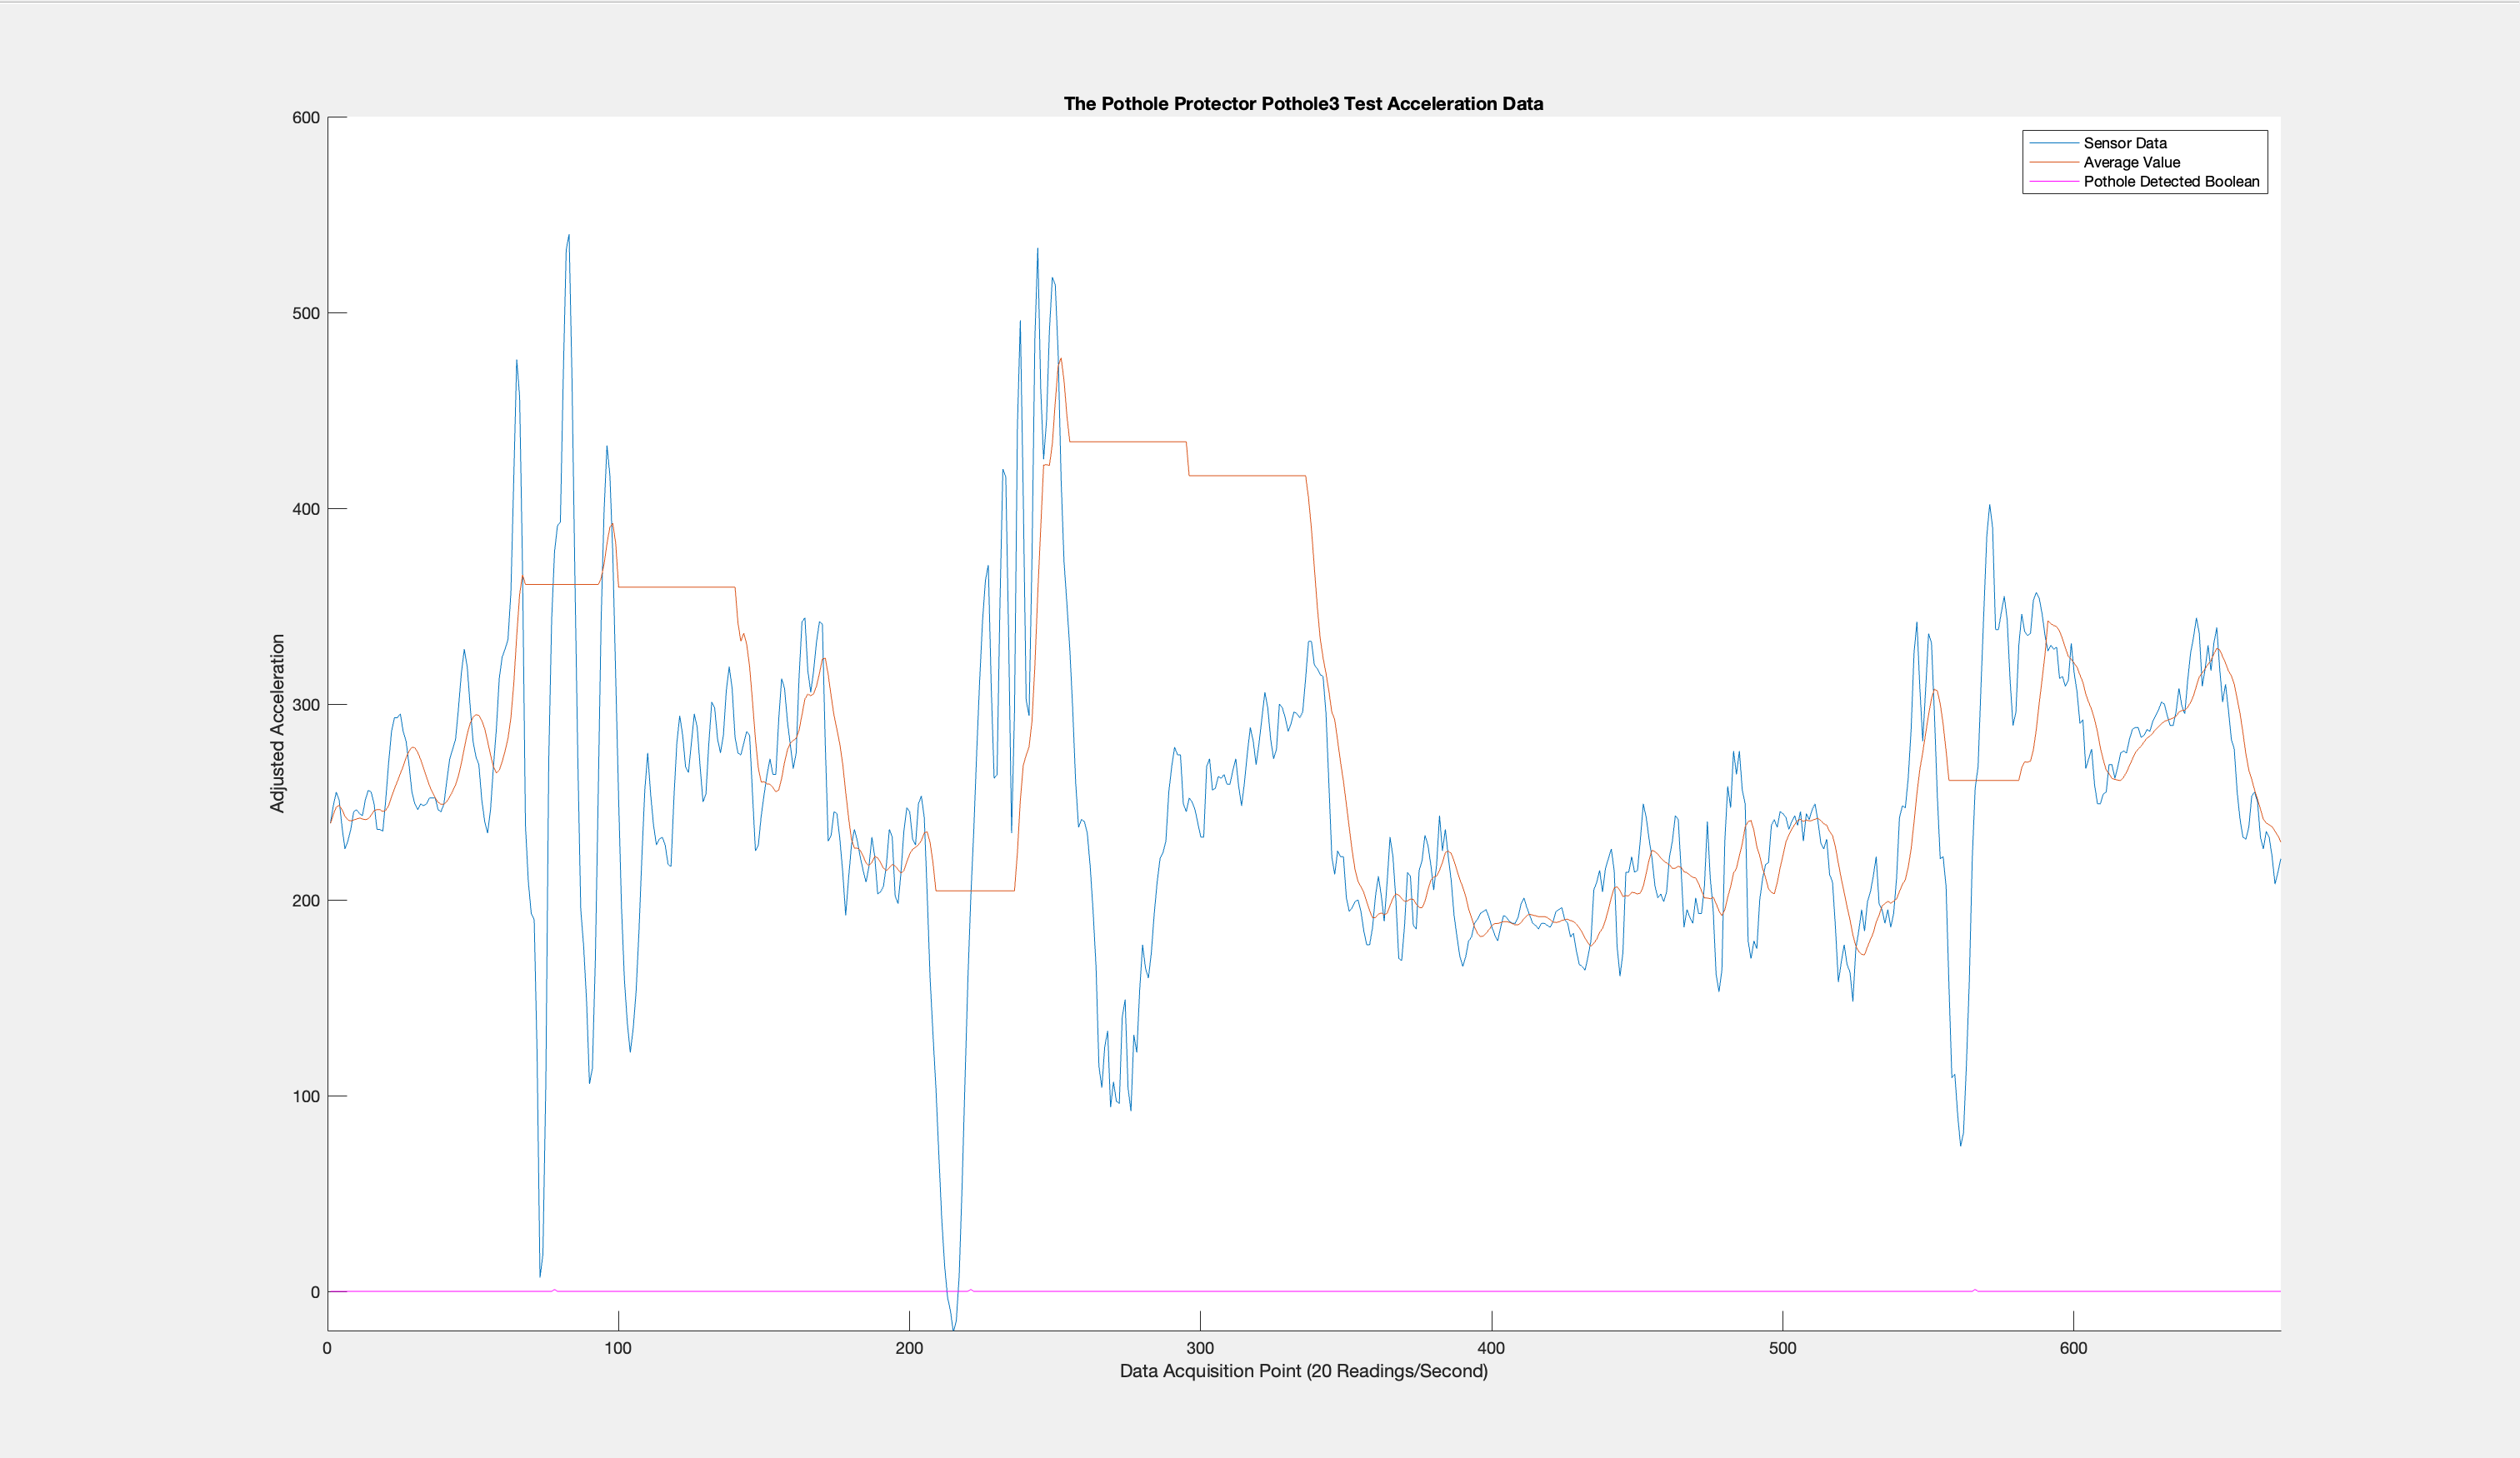 The Pothole Protector Pothole3 Test Acceleration Data
600
Sensor Data
Average Value
Pothole Detected Boolean
500
400
Adjusted Acceleration
300
200
100
0
0 100 200 300 400 500 600
Data Acquisition Point (20 Readings/Second)